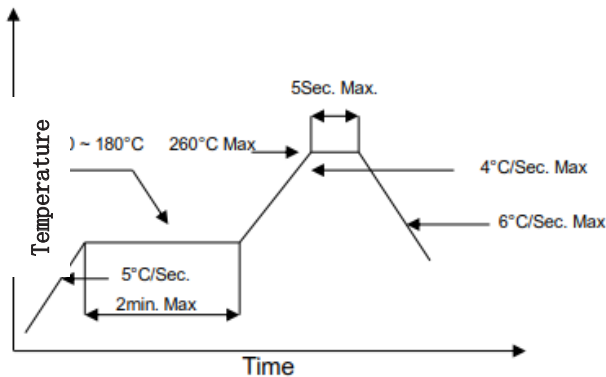 5Sec. Max.
~ 180°C
260°C Max
4°C/Sec. Max
6°C/Sec. Max
5°C/Sec.
2min. Max
Temperature
Time